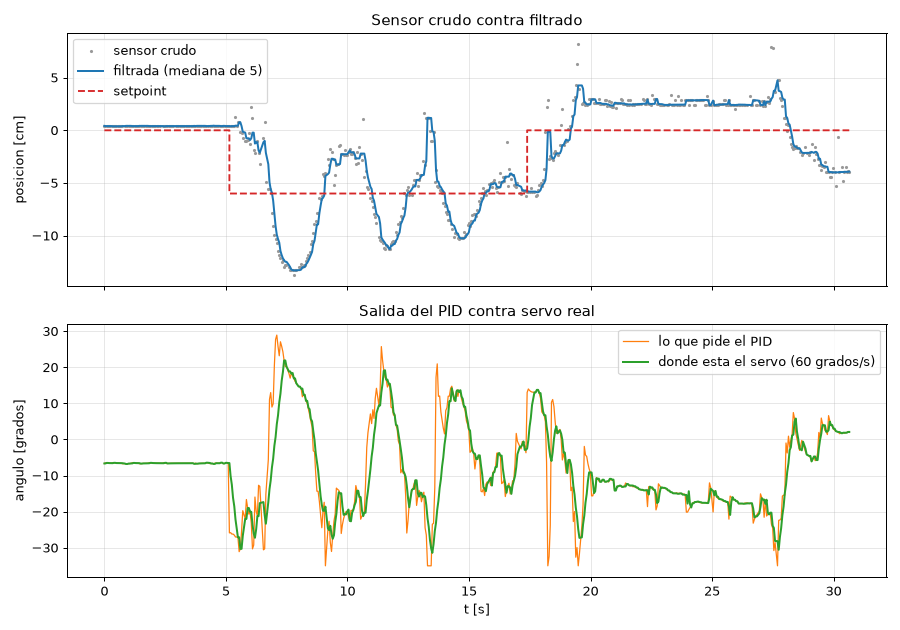 Sensor crudo contra filtrado
sensor crudo
filtrada (mediana de 5)
setpoint
5
0
−5
−10
posicion [cm]
Salida del PID contra servo real
lo que pide el PID
donde esta el servo (60 grados/s)
30
20
10
0
−10
−20
−30
angulo [grados]
0 5 10 15 20 25 30
t [s]